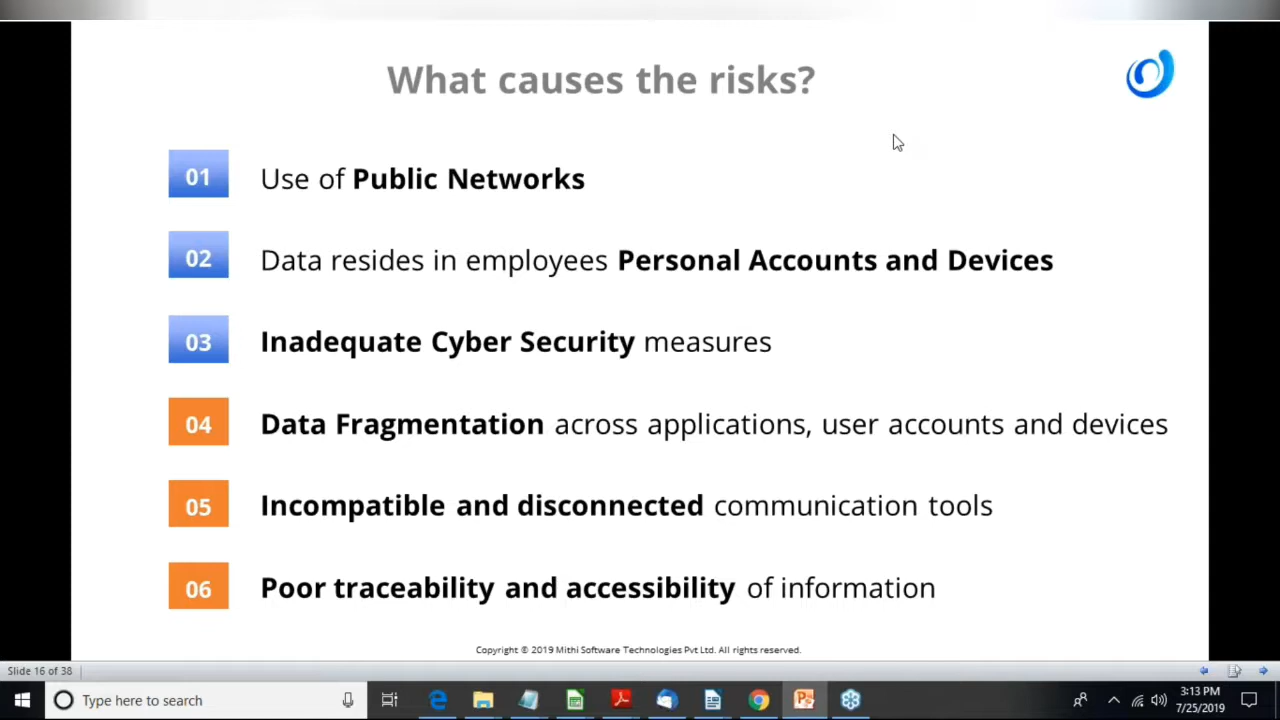 What causes the risks?
01 Use of Public Networks
02 Data resides in employees Personal Accounts and Devices
03 Inadequate Cyber Security measures
04 Data Fragmentation across applications, user accounts and devices
05 Incompatible and disconnected communication tools
06 Poor traceability and accessibility of information
Copyright © 2019 Mithi Software Technologies Pvt Ltd. All rights reserved.
Slide 16 of 38
Type here to search
3:13 PM
7/25/2019